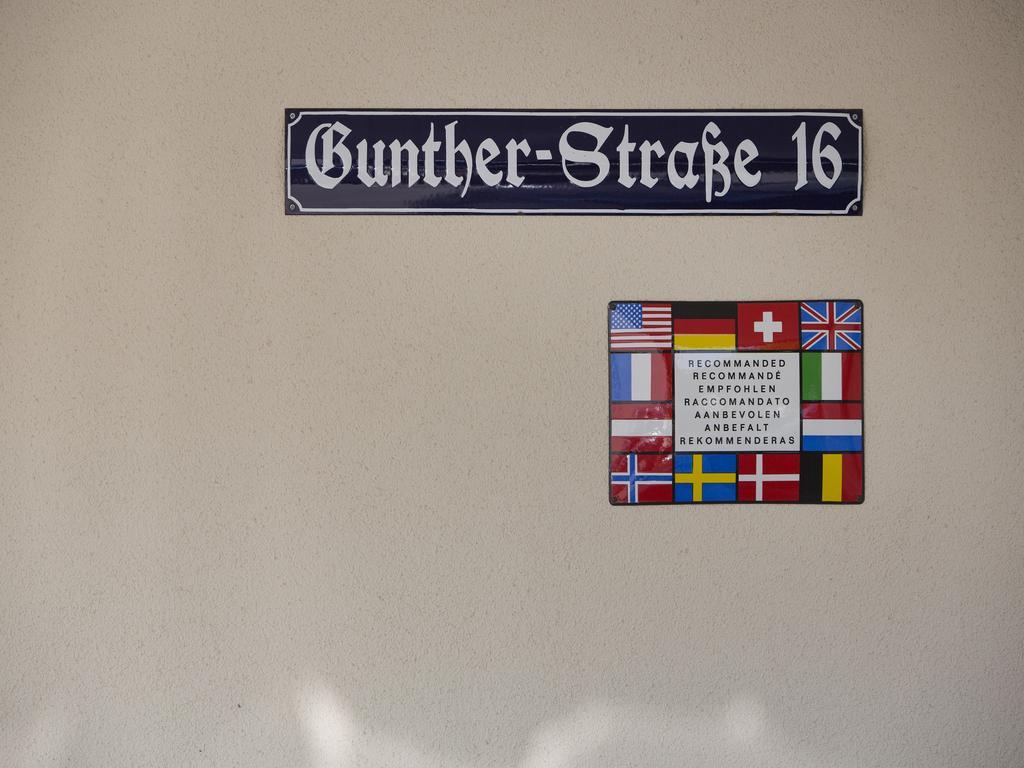 Gunther-Straße 16
RECOMMANDED
RECOMMANDÉ
EMPFOHLEN
RACCOMANDATO
AANBEVOLEN
ANBEFALT
REKOMMENDERAS